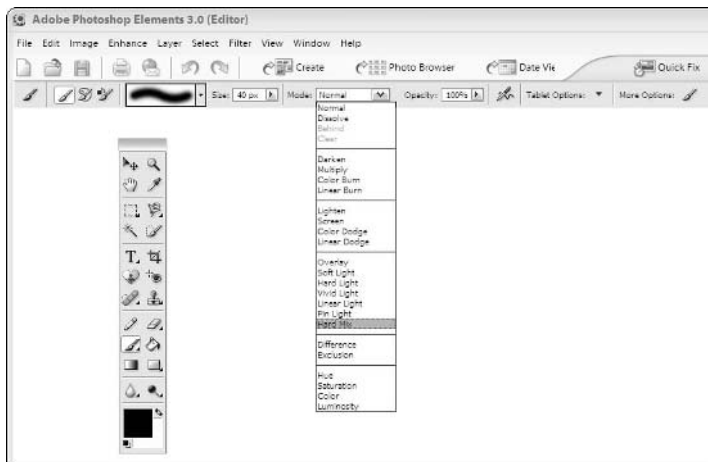 Adobe Photoshop Elements 3.0 (Editor)
File Edit Image Enhance Layer Select Filter View Window Help
Create Photo Browser Date Vie Quick Fix
Size: 40 px Mode: Normal Opacity: 100% Tablet Options: More Options:
Normal
Dissolve
Behind
Clear
Darken
Multiply
Color Burn
Linear Burn
Lighten
Screen
Color Dodge
Linear Dodge
Overlay
Soft Light
Hard Light
Vivid Light
Linear Light
Pin Light
Hard Mix
Difference
Exclusion
Hue
Saturation
Color
Luminosity
T